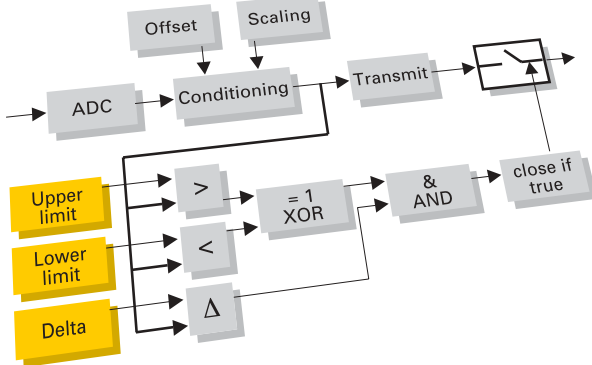 Offset
Scaling
ADC
Conditioning
Transmit
Upper
limit
>
= 1
XOR
&
AND
close if
true
Lower
limit
<
Delta
Δ